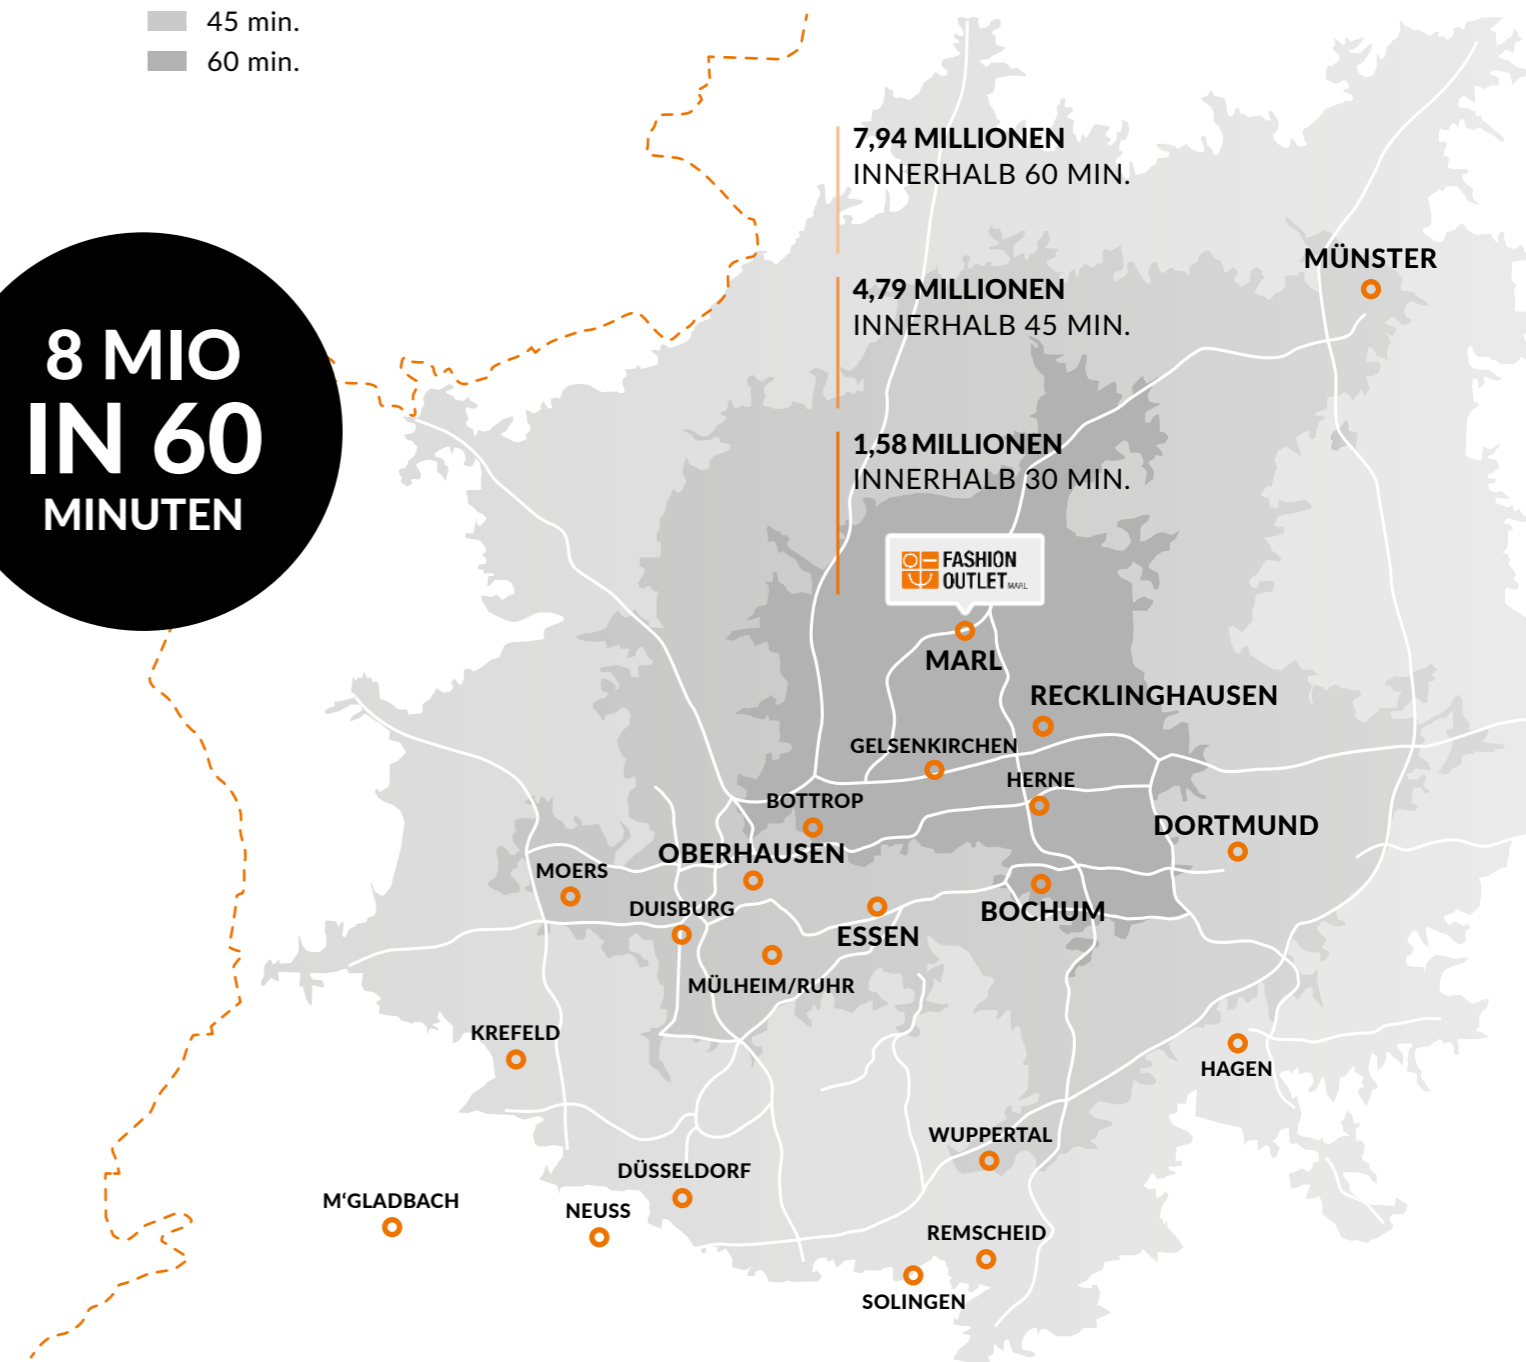 45 min.
60 min.
7,94 MILLIONEN
INNERHALB 60 MIN.
MÜNSTER
4,79 MILLIONEN
INNERHALB 45 MIN.
8 MIO
IN 60
MINUTEN
1,58 MILLIONEN
INNERHALB 30 MIN.
FASHION
OUTLET MARL
MARL
RECKLINGHAUSEN
GELSENKIRCHEN
HERNE
BOTTROP
DORTMUND
OBERHAUSEN
MOERS
DUISBURG
BOCHUM
ESSEN
MÜLHEIM/RUHR
KREFELD
HAGEN
WUPPERTAL
DÜSSELDORF
M‘GLADBACH
NEUSS
REMSCHEID
SOLINGEN